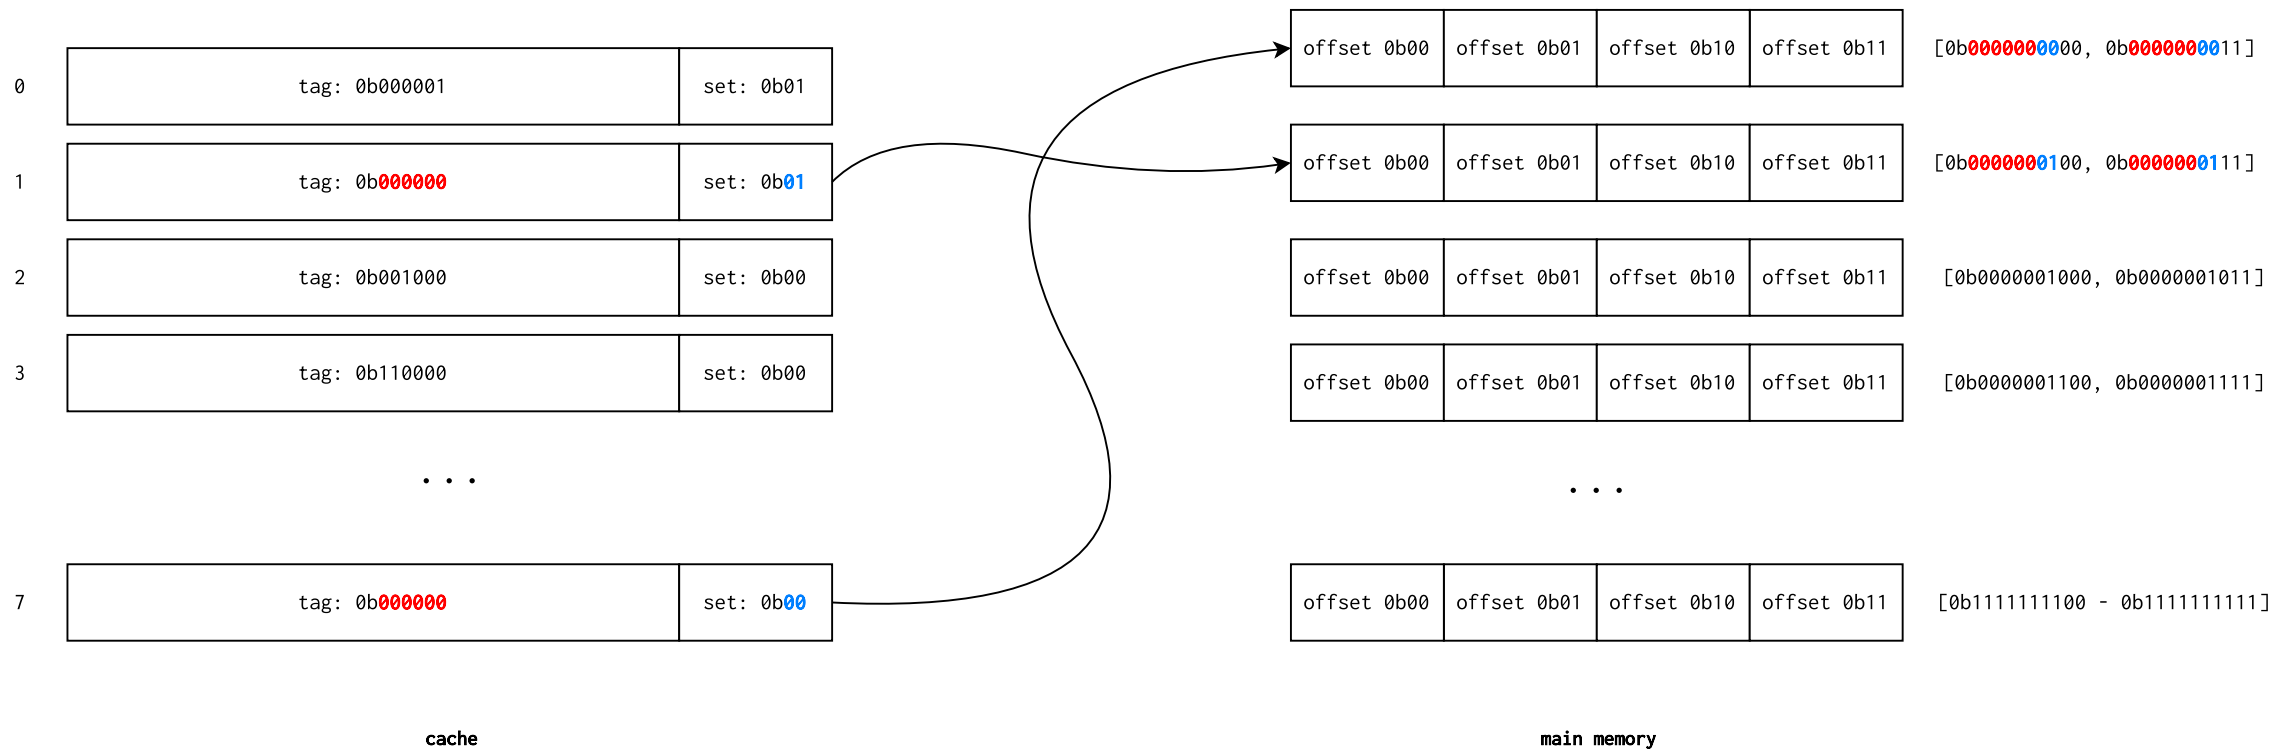 offset 0b00 offset 0b01 offset 0b10 offset 0b11 [0b0000000000, 0b0000000011]
0 tag: 0b000001 set: 0b01
offset 0b00 offset 0b01 offset 0b10 offset 0b11 [0b0000000100, 0b0000000111]
1 tag: 0b000000 set: 0b01
2 tag: 0b001000 set: 0b00 offset 0b00 offset 0b01 offset 0b10 offset 0b11 [0b0000001000, 0b0000001011]
3 tag: 0b110000 set: 0b00 offset 0b00 offset 0b01 offset 0b10 offset 0b11 [0b0000001100, 0b0000001111]
... ...
7 tag: 0b000000 set: 0b00 offset 0b00 offset 0b01 offset 0b10 offset 0b11 [0b1111111100 - 0b1111111111]
cache main memory